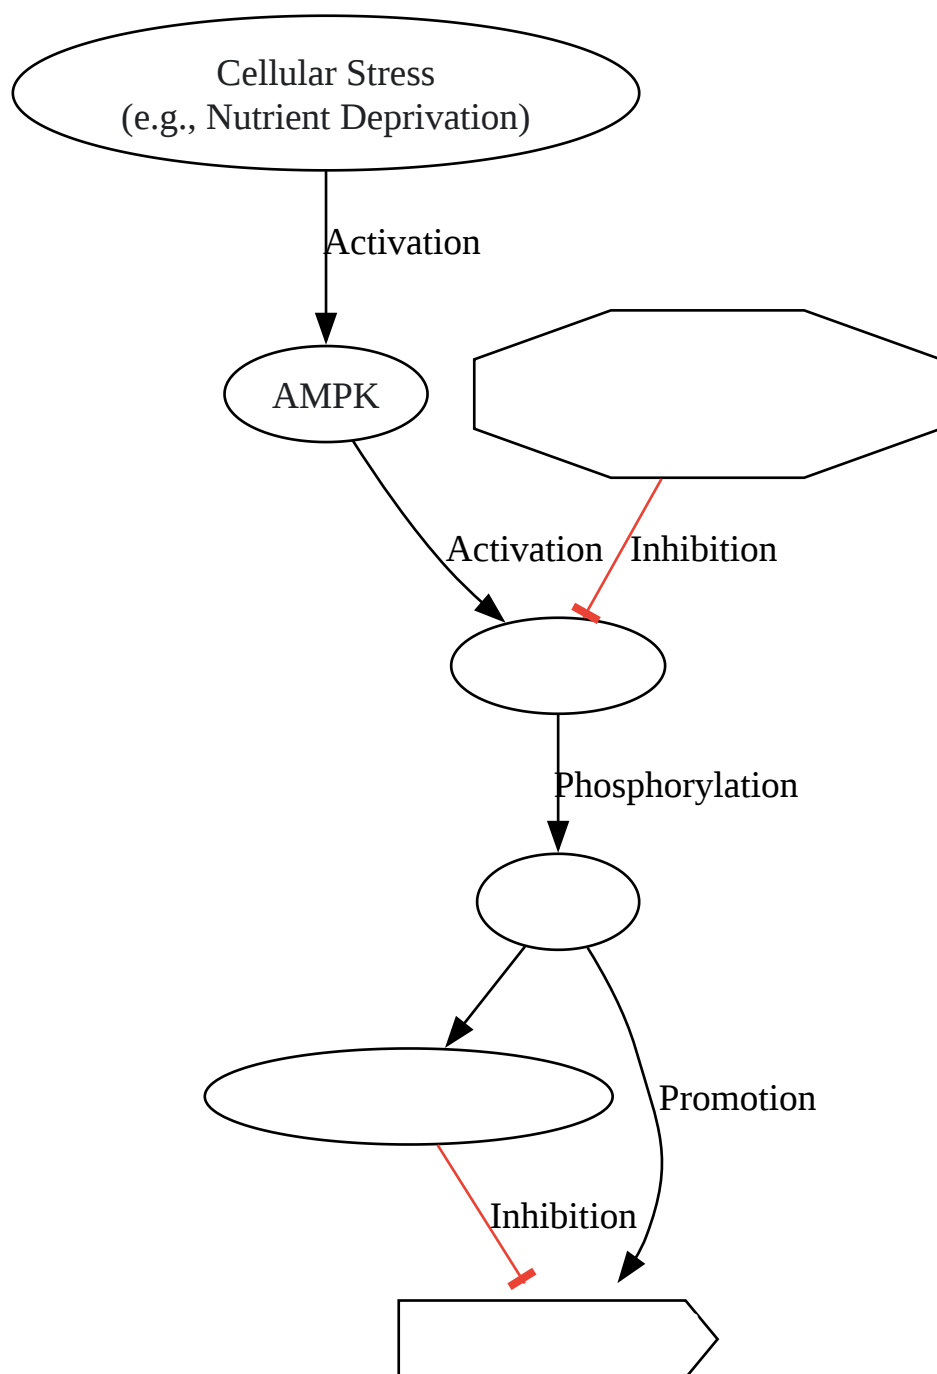 Cellular Stress
(e.g., Nutrient Deprivation)
Activation
AMPK
Activation
Inhibition
Phosphorylation
Promotion
Inhibition